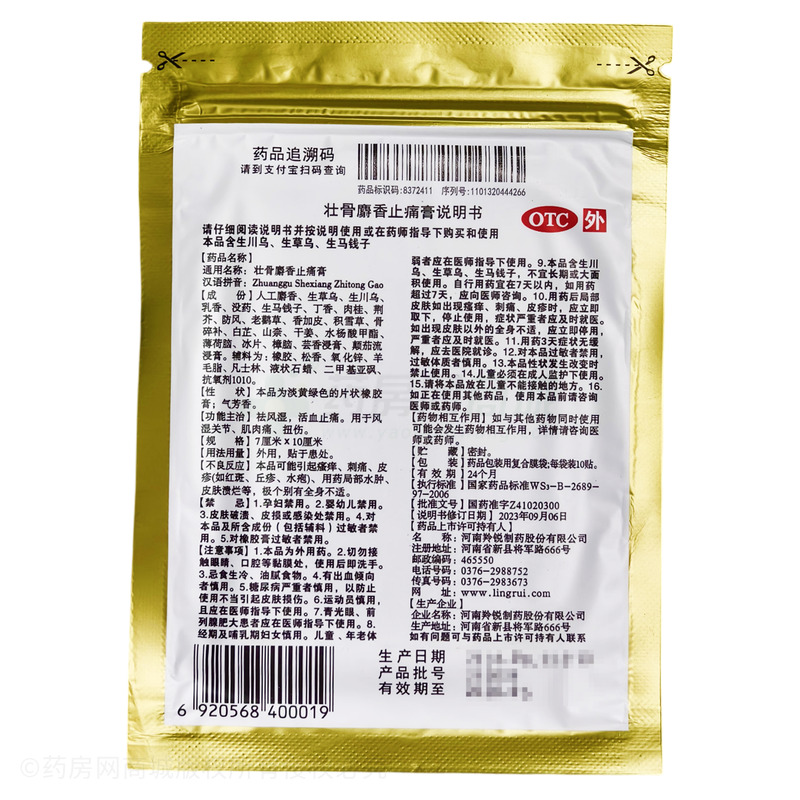 药品追溯码
请到支付宝扫码查询
药品标识码:8372411 序列号:1101320444266
壮骨麝香止痛膏说明书
OTC
外
请仔细阅读说明书并按说明使用或在药师指导下购买和使用
本品含生川乌、生草乌、生马钱子
【药品名称】
通用名称：壮骨麝香止痛膏
汉语拼音：Zhuanggu Shexiang Zhitong Gao
【成 份】人工麝香、生草乌、生川乌、
乳香、没药、生马钱子、丁香、肉桂、荆
芥、防风、老鹳草、香加皮、积雪草、骨
碎补、白芷、山奈、干姜、水杨酸甲酯、
薄荷脑、冰片、樟脑、芸香浸膏、颠茄流
浸膏。辅料为：橡胶、松香、氧化锌、羊
毛脂、凡士林、液状石蜡、二甲基亚砜、
抗氧剂1010。
【性 状】本品为淡黄绿色的片状橡胶
膏；气芳香。
【功能主治】祛风湿，活血止痛。用于风
湿关节、肌肉痛、扭伤。
【规 格】7厘米×10厘米
【用法用量】外用，贴于患处。
【不良反应】本品可能引起瘙痒、刺痛、皮
疹(如红斑、丘疹、水疱)、用药局部水肿、
皮肤溃烂等，极个别有全身不适。
【禁 忌】1.孕妇禁用。2.婴幼儿禁用。
3.皮肤破溃、皮损或感染处禁用。4.对
本品及所含成份（包括辅料）过敏者禁
用。5.对橡胶膏过敏者禁用。
【注意事项】1.本品为外用药。2.切勿接
触眼睛、口腔等黏膜处，使用后即洗手。
3.忌食生冷、油腻食物。4.有出血倾向
者慎用。5.糖尿病严重者慎用，以防止
使用不当引起皮肤损伤。6.运动员慎用，
且应在医师指导下使用。7.青光眼、前
列腺肥大患者应在医师指导下使用。8.
经期及哺乳期妇女慎用。儿童、年老体
弱者应在医师指导下使用。9.本品含生川
乌、生草乌、生马钱子，不宜长期或大面
积使用。自行用药宜在7天以内，如用药
超过7天，应向医师咨询。10.用药后局部
皮肤如出现瘙痒、刺痛、皮疹时，应立即
取下，停止使用，症状严重者应及时就医。
如出现皮肤以外的全身不适，应立即停用，
严重者应及时就医。11.用药3天症状无缓
解，应去医院就诊。12.对本品过敏者禁用，
过敏体质者慎用。13.本品性状发生改变时
禁止使用。14.儿童必须在成人监护下使用。
15.请将本品放在儿童不能接触的地方。16.
如正在使用其他药品，使用本品前请咨询
医师或药师。
【药物相互作用】如与其他药物同时使用
可能会发生药物相互作用，详情请咨询医
师或药师。
【贮 藏】密封。
【包 装】药品包装用复合膜袋;每袋装10贴。
【有 效 期】24个月
【执行标准】国家药品标准WS₃-B-2689
-97-2006
【批准文号】国药准字Z41020300
【说明书修订日期】2023年09月06日
【药品上市许可持有人】
名 称：河南羚锐制药股份有限公司
注册地址：河南省新县将军路666号
邮政编码：465550
电话号码：0376-2988752
传真号码：0376-2983673
网 址：www.lingrui.com
【生产企业】
企业名称：河南羚锐制药股份有限公司
生产地址：河南省新县将军路666号
如有问题可与药品上市许可持有人联系
生产日期
产品批号
有效期至
6 920568 400019
©药房网商城版权所有侵权必究